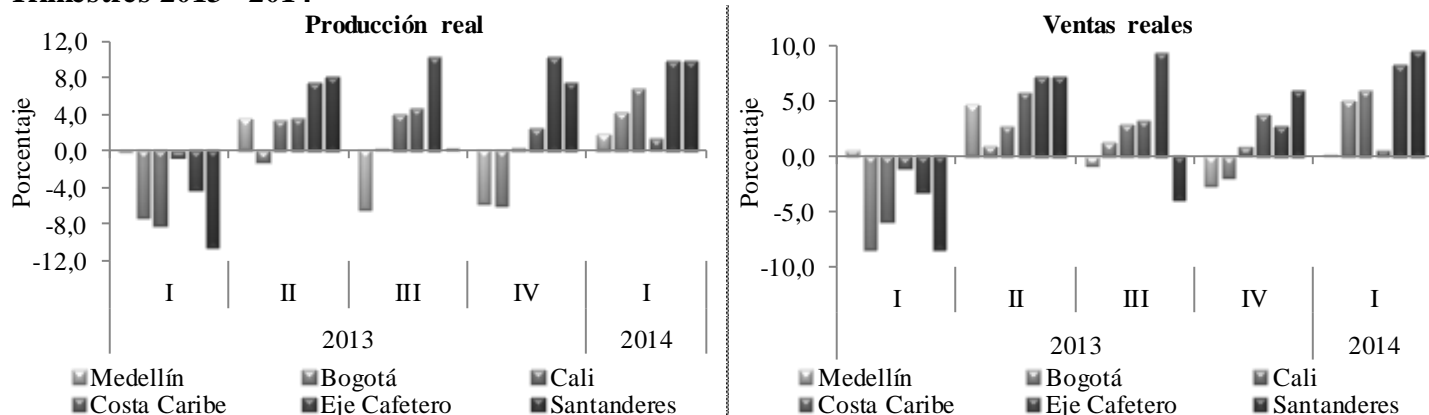 Trimestres 2013 - 2014
Producción real
12,0
8,0
4,0
0,0
-4,0
-8,0
-12,0
Porcentaje
I II III IV I
2013 2014
Medellín Bogotá Cali
Costa Caribe Eje Cafetero Santanderes
Ventas reales
10,0
5,0
0,0
-5,0
-10,0
Porcentaje
I II III IV I
2013 2014
Medellín Bogotá Cali
Costa Caribe Eje Cafetero Santanderes